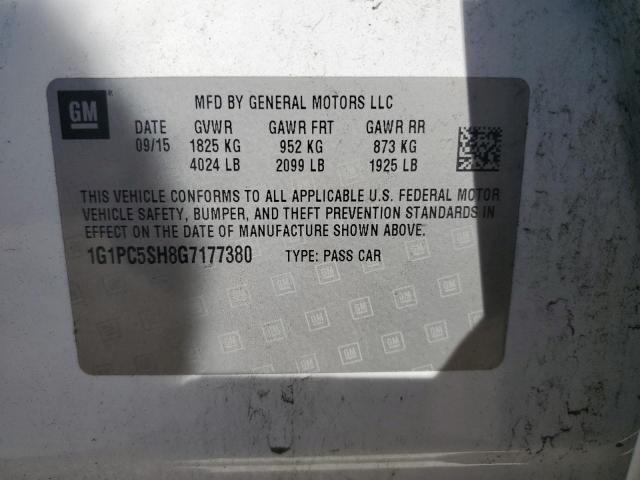 GM
MFD BY GENERAL MOTORS LLC
DATE GVWR GAWR FRT GAWR RR
09/15 1825 KG 952 KG 873 KG
4024 LB 2099 LB 1925 LB
THIS VEHICLE CONFORMS TO ALL APPLICABLE U.S. FEDERAL MOTOR
VEHICLE SAFETY, BUMPER, AND THEFT PREVENTION STANDARDS IN
EFFECT ON THE DATE OF MANUFACTURE SHOWN ABOVE.
1G1PC5SH8G7177380 TYPE: PASS CAR